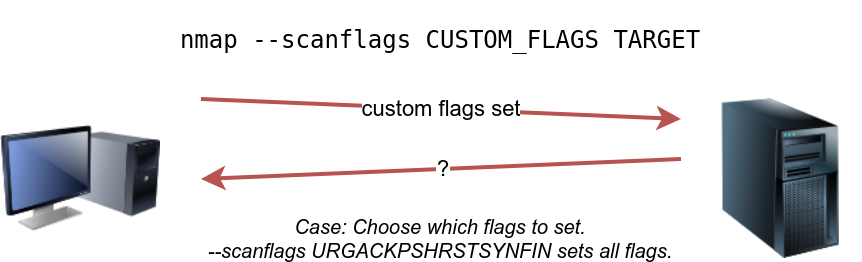 nmap --scanflags CUSTOM_FLAGS TARGET
custom flags set
?
Case: Choose which flags to set.
--scanflags URGACKPSHRSTSYNFIN sets all flags.